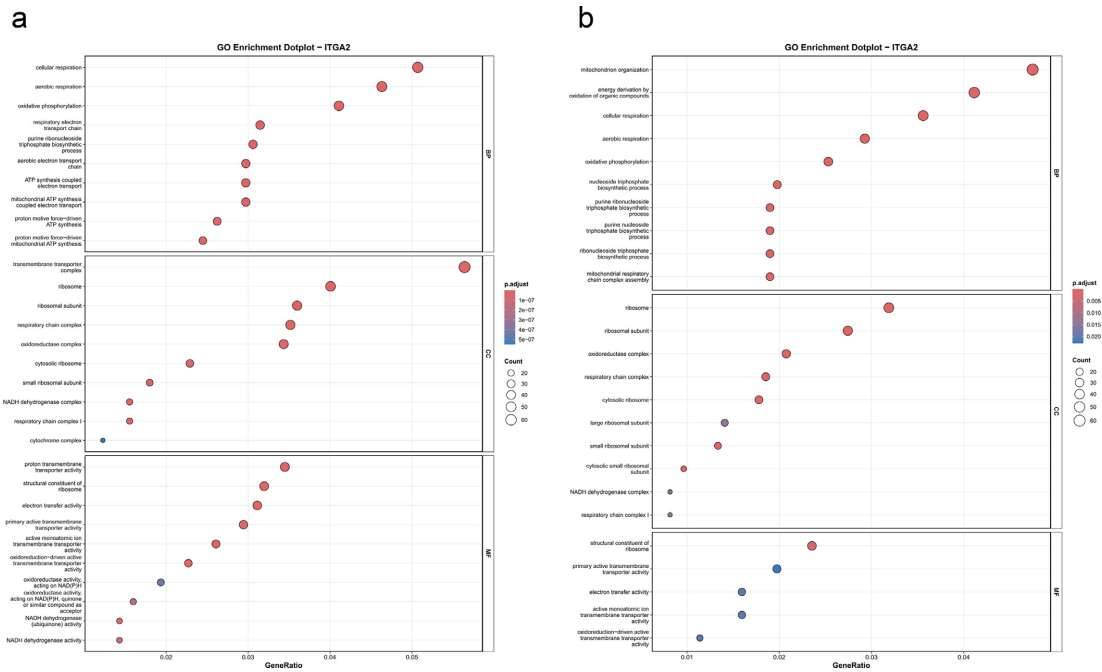 a
GO Enrichment Dotplot − ITGA2
cellular respiration
aerobic respiration
oxidative phosphorylation
respiratory electron
transport chain
purine ribonucleoside
triphosphate biosynthetic
process
aerobic electron transport
chain
ATP synthesis coupled
electron transport
mitochondrial ATP synthesis
coupled electron transport
proton motive force−driven
ATP synthesis
proton motive force−driven
mitochondrial ATP synthesis
BP
transmembrane transporter
complex
ribosome
ribosomal subunit
respiratory chain complex
oxidoreductase complex
cytosolic ribosome
small ribosomal subunit
NADH dehydrogenase complex
respiratory chain complex I
cytochrome complex
CC
proton transmembrane
transporter activity
structural constituent of
ribosome
electron transfer activity
primary active transmembrane
transporter activity
active monoatomic ion
transmembrane transporter
activity
oxidoreduction−driven active
transmembrane transporter
activity
oxidoreductase activity,
acting on NAD(P)H
oxidoreductase activity,
acting on NAD(P)H, quinone
or similar compound as
acceptor
NADH dehydrogenase
(ubiquinone) activity
NADH dehydrogenase activity
MF
0.02
0.03
0.04
0.05
GeneRatio
p.adjust
1e−07
2e−07
3e−07
4e−07
5e−07
Count
20
30
40
50
60
b
GO Enrichment Dotplot − ITGA2
mitochondrion organization
energy derivation by
oxidation of organic compounds
cellular respiration
aerobic respiration
oxidative phosphorylation
nucleoside triphosphate
biosynthetic process
purine ribonucleoside
triphosphate biosynthetic
process
purine nucleoside
triphosphate biosynthetic
process
ribonucleoside triphosphate
biosynthetic process
mitochondrial respiratory
chain complex assembly
BP
ribosome
ribosomal subunit
oxidoreductase complex
respiratory chain complex
cytosolic ribosome
large ribosomal subunit
small ribosomal subunit
cytosolic small ribosomal
subunit
NADH dehydrogenase complex
respiratory chain complex I
CC
structural constituent of
ribosome
primary active transmembrane
transporter activity
electron transfer activity
active monoatomic ion
transmembrane transporter
activity
oxidoreduction−driven active
transmembrane transporter
activity
MF
0.01
0.02
0.03
0.04
GeneRatio
p.adjust
0.005
0.010
0.015
0.020
Count
20
30
40
50
60